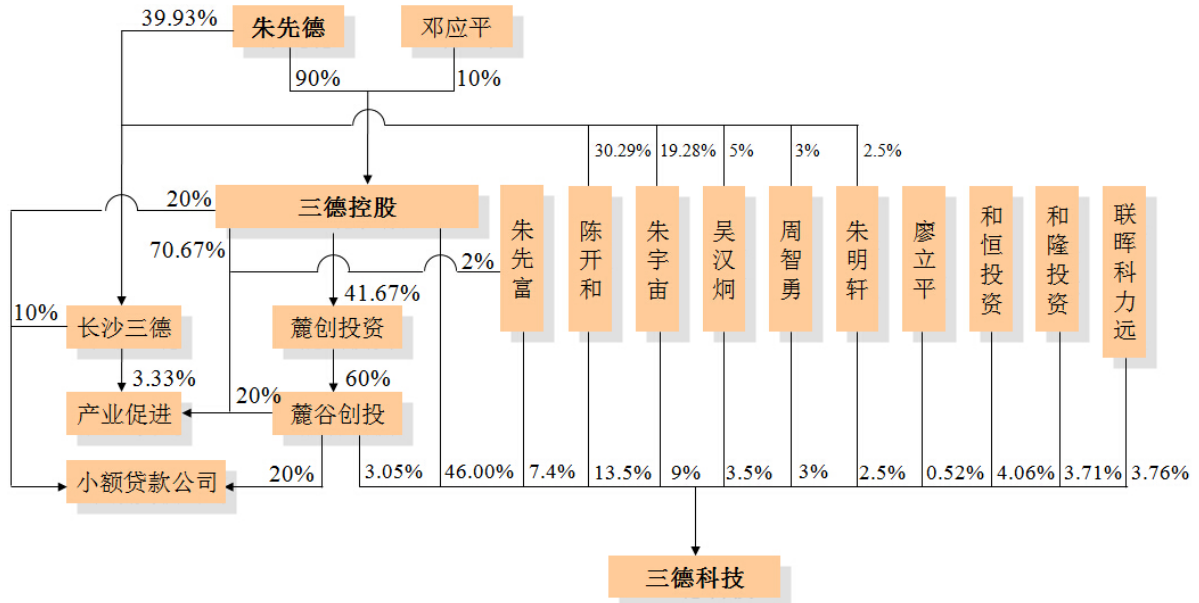 39.93%
朱先德
邓应平
90%
10%
30.29%
19.28%
5%
3%
2.5%
20%
三德控股
70.67%
2%
朱先富
陈开和
朱宇宙
吴汉炯
周智勇
朱明轩
廖立平
和恒投资
和隆投资
联晖科力远
41.67%
10%
长沙三德
麓创投资
3.33%
60%
产业促进
20%
麓谷创投
小额贷款公司
20%
3.05%
46.00%
7.4%
13.5%
9%
3.5%
3%
2.5%
0.52%
4.06%
3.71%
3.76%
三德科技